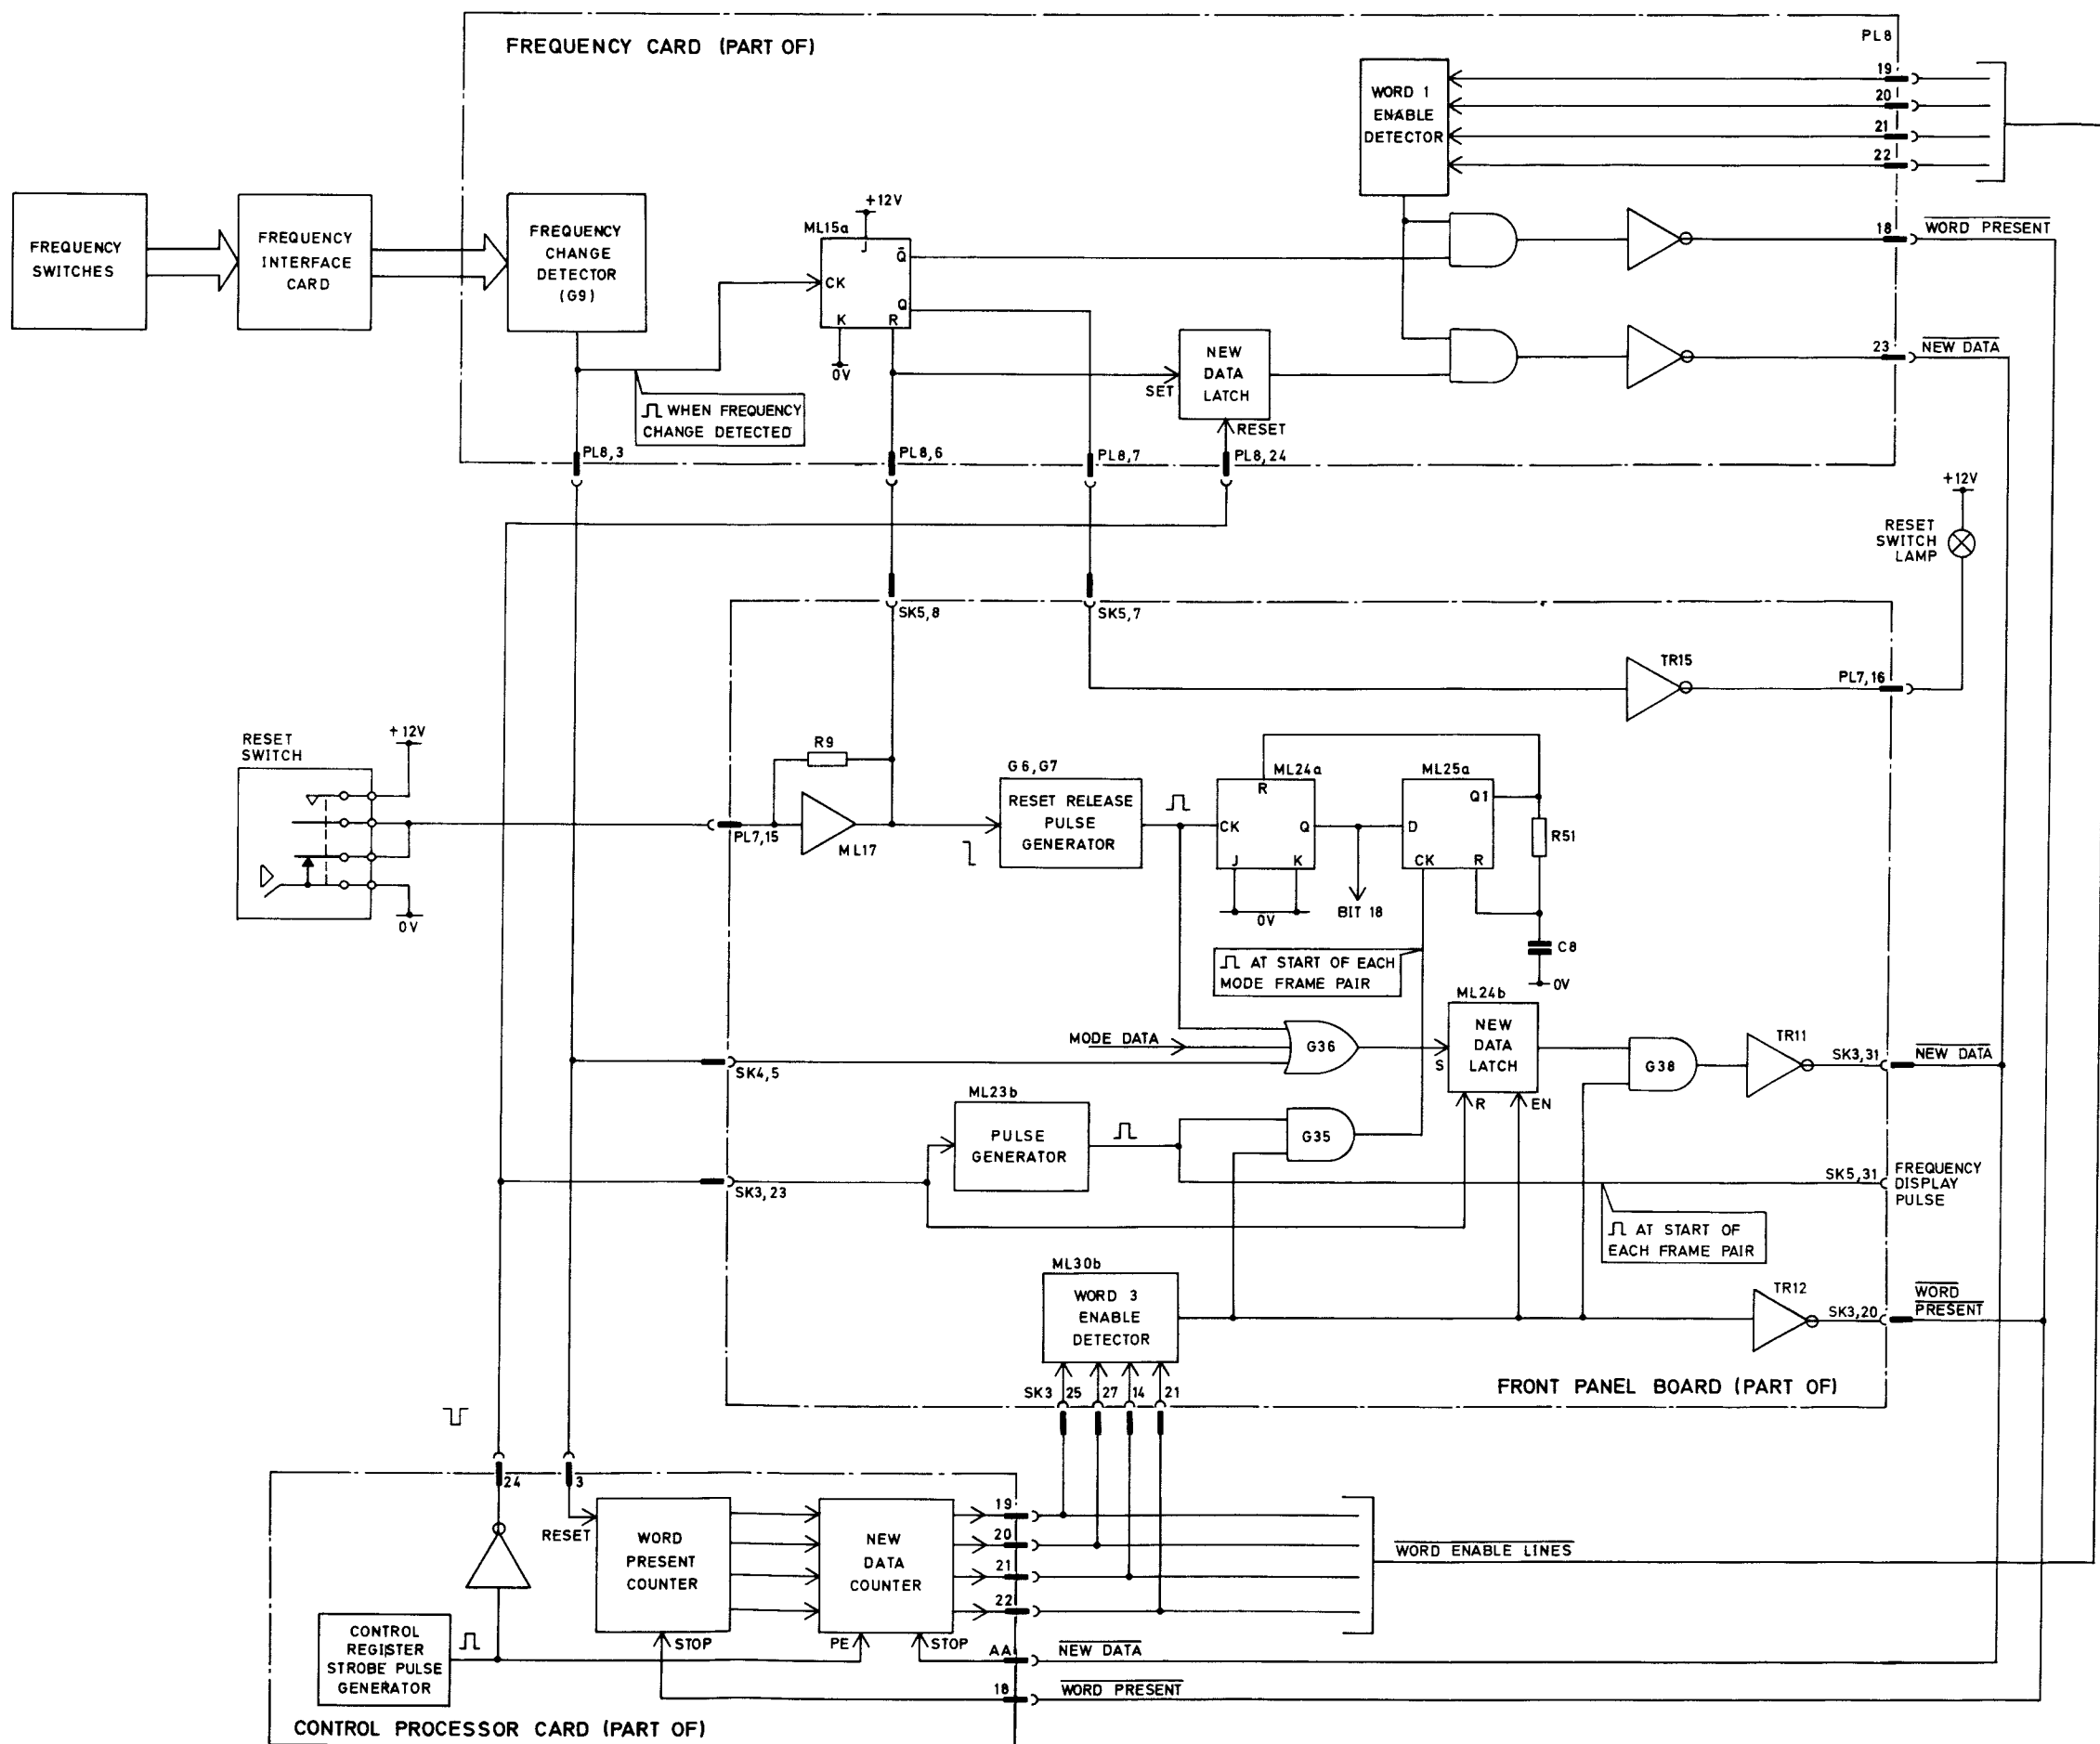 FREQUENCY CARD (PART OF)
PL8
19
20
21
22
WORD 1
ENABLE
DETECTOR
FREQUENCY
SWITCHES
FREQUENCY
INTERFACE
CARD
FREQUENCY
CHANGE
DETECTOR
(G9)
+12V
ML15a
J
Q̄
CK
Q
K
R
0V
18
WORD PRESENT
NEW
DATA
LATCH
SET
RESET
23
NEW DATA
WHEN FREQUENCY
CHANGE DETECTED
PL8,3
PL8,6
PL8,7
PL8,24
+12V
RESET
SWITCH
LAMP
SK5,8
SK5,7
TR15
PL7,16
RESET
SWITCH
+12V
0V
PL7,15
R9
ML17
G6,G7
RESET RELEASE
PULSE
GENERATOR
ML24a
R
CK
Q
J
K
0V
BIT 18
ML25a
Q1
D
CK
R
R51
C8
0V
AT START OF EACH
MODE FRAME PAIR
MODE DATA
G36
SK4,5
ML24b
NEW
DATA
LATCH
S
R
EN
G38
TR11
SK3,31
NEW DATA
ML23b
PULSE
GENERATOR
G35
SK3,23
SK5,31
FREQUENCY
DISPLAY
PULSE
AT START OF
EACH FRAME PAIR
ML30b
WORD 3
ENABLE
DETECTOR
TR12
SK3,20
WORD
PRESENT
SK3
25
27
14
21
FRONT PANEL BOARD (PART OF)
24
3
RESET
WORD
PRESENT
COUNTER
NEW
DATA
COUNTER
19
20
21
22
WORD ENABLE LINES
STOP
PE
STOP
AA
NEW DATA
18
WORD PRESENT
CONTROL
REGISTER
STROBE PULSE
GENERATOR
CONTROL PROCESSOR CARD (PART OF)